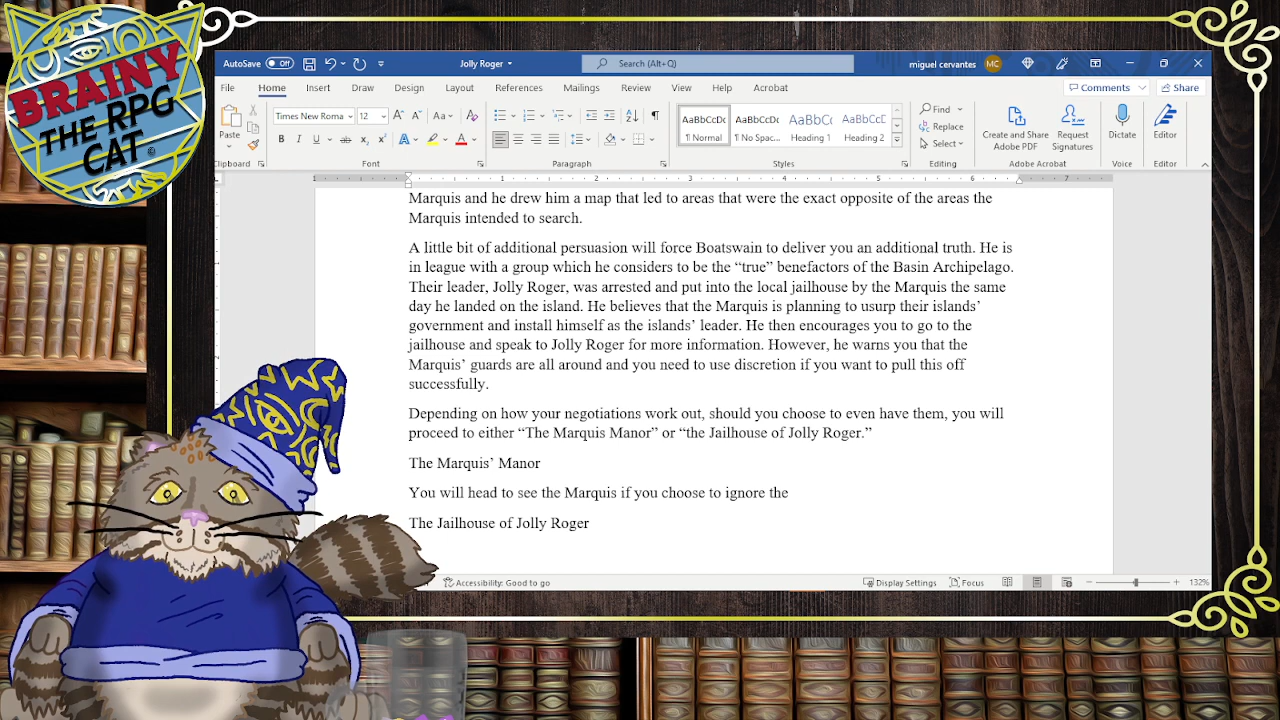 BRAINY
THE RPG
CAT
©
AutoSave Off
Jolly Roger
Search (Alt+Q)
miguel cervantes
MC
File Home Insert Draw Design Layout References Mailings Review View Help Acrobat
Comments Share
Paste
Times New Roma 12
Aa
B I U ab x₂ x²
AaBbCcDc AaBbCcDc AaBbCc AaBbCcD
¶ Normal ¶ No Spac... Heading 1 Heading 2
Find
Replace
Select
Create and Share
Adobe PDF
Request
Signatures
Dictate
Editor
Clipboard Font Paragraph Styles Editing Adobe Acrobat Voice Editor
1 1 2 3 4 5 6 7
Marquis and he drew him a map that led to areas that were the exact opposite of the areas the
Marquis intended to search.
A little bit of additional persuasion will force Boatswain to deliver you an additional truth. He is
in league with a group which he considers to be the “true” benefactors of the Basin Archipelago.
Their leader, Jolly Roger, was arrested and put into the local jailhouse by the Marquis the same
day he landed on the island. He believes that the Marquis is planning to usurp their islands’
government and install himself as the islands’ leader. He then encourages you to go to the
jailhouse and speak to Jolly Roger for more information. However, he warns you that the
Marquis’ guards are all around and you need to use discretion if you want to pull this off
successfully.
Depending on how your negotiations work out, should you choose to even have them, you will
proceed to either “The Marquis Manor” or “the Jailhouse of Jolly Roger.”
The Marquis’ Manor
You will head to see the Marquis if you choose to ignore the
The Jailhouse of Jolly Roger
Accessibility: Good to go
Display Settings Focus
132%